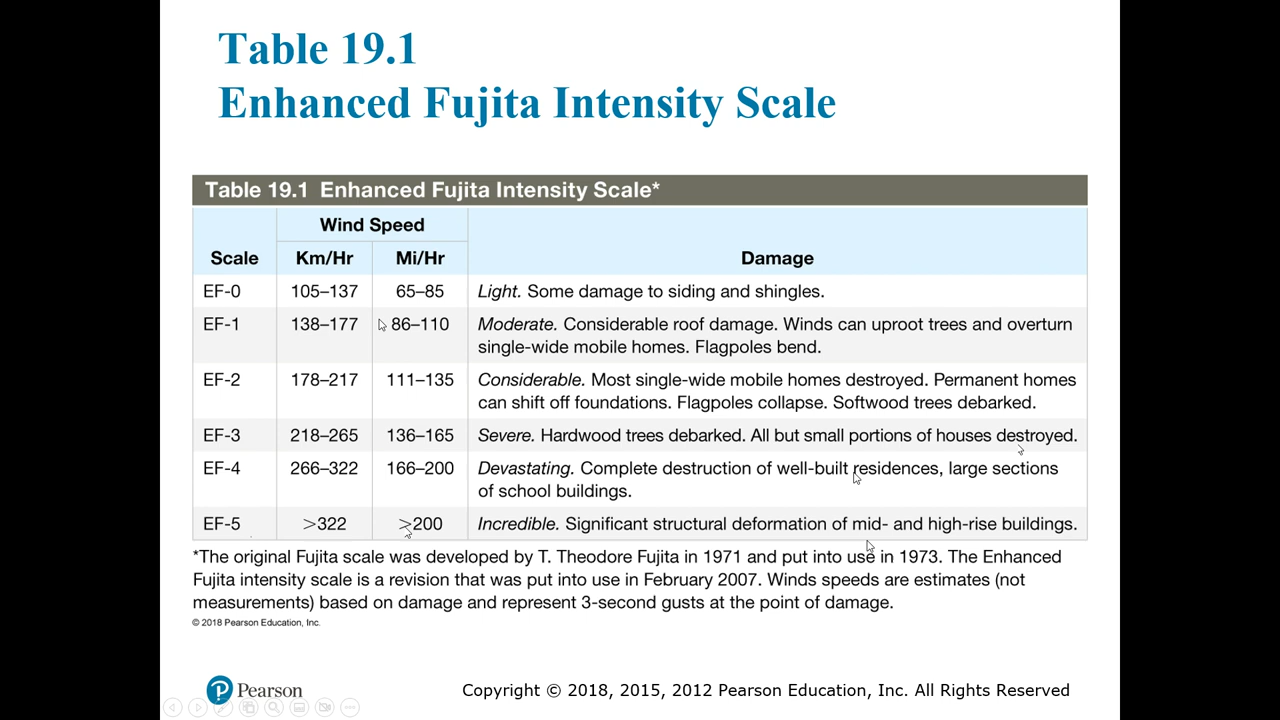 Table 19.1
Enhanced Fujita Intensity Scale
Table 19.1 Enhanced Fujita Intensity Scale*
Wind Speed
Scale Km/Hr Mi/Hr Damage
EF-0 105–137 65–85 Light. Some damage to siding and shingles.
EF-1 138–177 86–110 Moderate. Considerable roof damage. Winds can uproot trees and overturn
single-wide mobile homes. Flagpoles bend.
EF-2 178–217 111–135 Considerable. Most single-wide mobile homes destroyed. Permanent homes
can shift off foundations. Flagpoles collapse. Softwood trees debarked.
EF-3 218–265 136–165 Severe. Hardwood trees debarked. All but small portions of houses destroyed.
EF-4 266–322 166–200 Devastating. Complete destruction of well-built residences, large sections
of school buildings.
EF-5 >322 >200 Incredible. Significant structural deformation of mid- and high-rise buildings.
*The original Fujita scale was developed by T. Theodore Fujita in 1971 and put into use in 1973. The Enhanced
Fujita intensity scale is a revision that was put into use in February 2007. Winds speeds are estimates (not
measurements) based on damage and represent 3-second gusts at the point of damage.
© 2018 Pearson Education, Inc.
P Pearson
Copyright © 2018, 2015, 2012 Pearson Education, Inc. All Rights Reserved